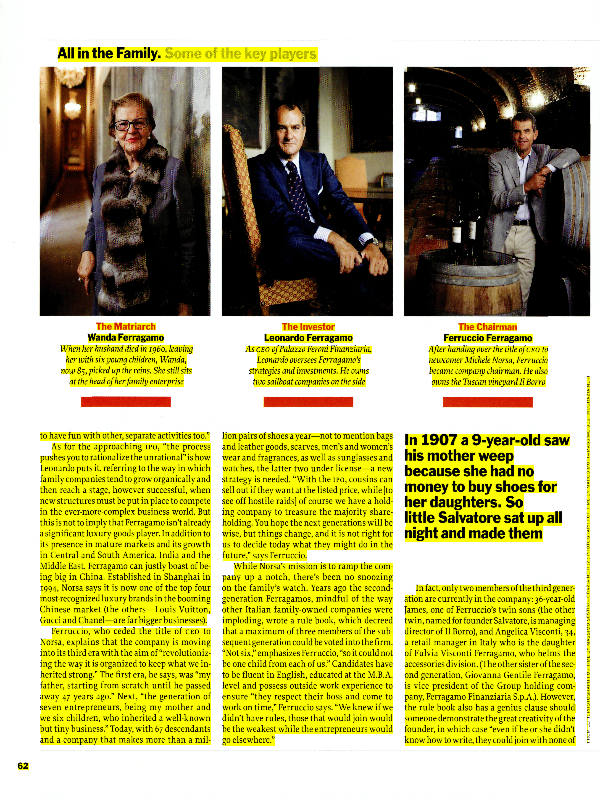 All in the Family. Some of the key players
The Matriarch
Wanda Ferragamo
When her husband died in 1960, leaving
her with six young children, Wanda,
now 85, picked up the reins. She still sits
at the head of her family enterprise
The Investor
Leonardo Ferragamo
As CEO of Palazzo Feroni Finanziaria,
Leonardo oversees Ferragamo's
strategies and investments. He owns
two sailboat companies on the side
The Chairman
Ferruccio Ferragamo
After handing over the title of CEO to
newcomer Michele Norsa, Ferruccio
became company chairman. He also
owns the Tuscan vineyard Il Borro
to have fun with other, separate activities too."
As for the approaching IPO, "the process
pushes you to rationalize the unrational" is how
Leonardo puts it, referring to the way in which
family companies tend to grow organically and
then reach a stage, however successful, when
new structures must be put in place to compete
in the ever-more-complex business world. But
this is not to imply that Ferragamo isn't already
a significant luxury goods player. In addition to
its presence in mature markets and its growth
in Central and South America, India and the
Middle East, Ferragamo can justly boast of be-
ing big in China. Established in Shanghai in
1994, Norsa says it is now one of the top four
most-recognized luxury brands in the booming
Chinese market (the others—Louis Vuitton,
Gucci and Chanel—are far bigger businesses).
Ferruccio, who ceded the title of CEO to
Norsa, explains that the company is moving
into its third era with the aim of "revolutioniz-
ing the way it is organized to keep what we in-
herited strong." The first era, he says, was "my
father, starting from scratch until he passed
away 47 years ago." Next, "the generation of
seven entrepreneurs, being my mother and
we six children, who inherited a well-known
but tiny business." Today, with 67 descendants
and a company that makes more than a mil-
lion pairs of shoes a year—not to mention bags
and leather goods, scarves, men's and women's
wear and fragrances, as well as sunglasses and
watches, the latter two under license—a new
strategy is needed. "With the IPO, cousins can
sell out if they want at the listed price, while [to
see off hostile raids] of course we have a hold-
ing company to treasure the majority share-
holding. You hope the next generations will be
wise, but things change, and it is not right for
us to decide today what they might do in the
future," says Ferruccio.
While Norsa's mission is to ramp the com-
pany up a notch, there's been no snoozing
on the family's watch. Years ago the second-
generation Ferragamos, mindful of the way
other Italian family-owned companies were
imploding, wrote a rule book, which decreed
that a maximum of three members of the sub-
sequent generation could be voted into the firm.
"Not six," emphasizes Ferruccio, "so it could not
be one child from each of us." Candidates have
to be fluent in English, educated at the M.B.A.
level and possess outside work experience to
ensure "they respect their boss and come to
work on time," Ferruccio says. "We knew if we
didn't have rules, those that would join would
be the weakest while the entrepreneurs would
go elsewhere."
In 1907 a 9-year-old saw
his mother weep
because she had no
money to buy shoes for
her daughters. So
little Salvatore sat up all
night and made them
In fact, only two members of the third gener-
ation are currently in the company: 36-year-old
James, one of Ferruccio's twin sons (the other
twin, named for founder Salvatore, is managing
director of Il Borro), and Angelica Visconti, 34,
a retail manager in Italy who is the daughter
of Fulvia Visconti Ferragamo, who helms the
accessories division. (The other sister of the sec-
ond generation, Giovanna Gentile Ferragamo,
is vice president of the Group holding com-
pany, Ferragamo Finanziaria S.p.A.). However,
the rule book also has a genius clause should
someone demonstrate the great creativity of the
founder, in which case "even if he or she didn't
know how to write, they could join with none of
62